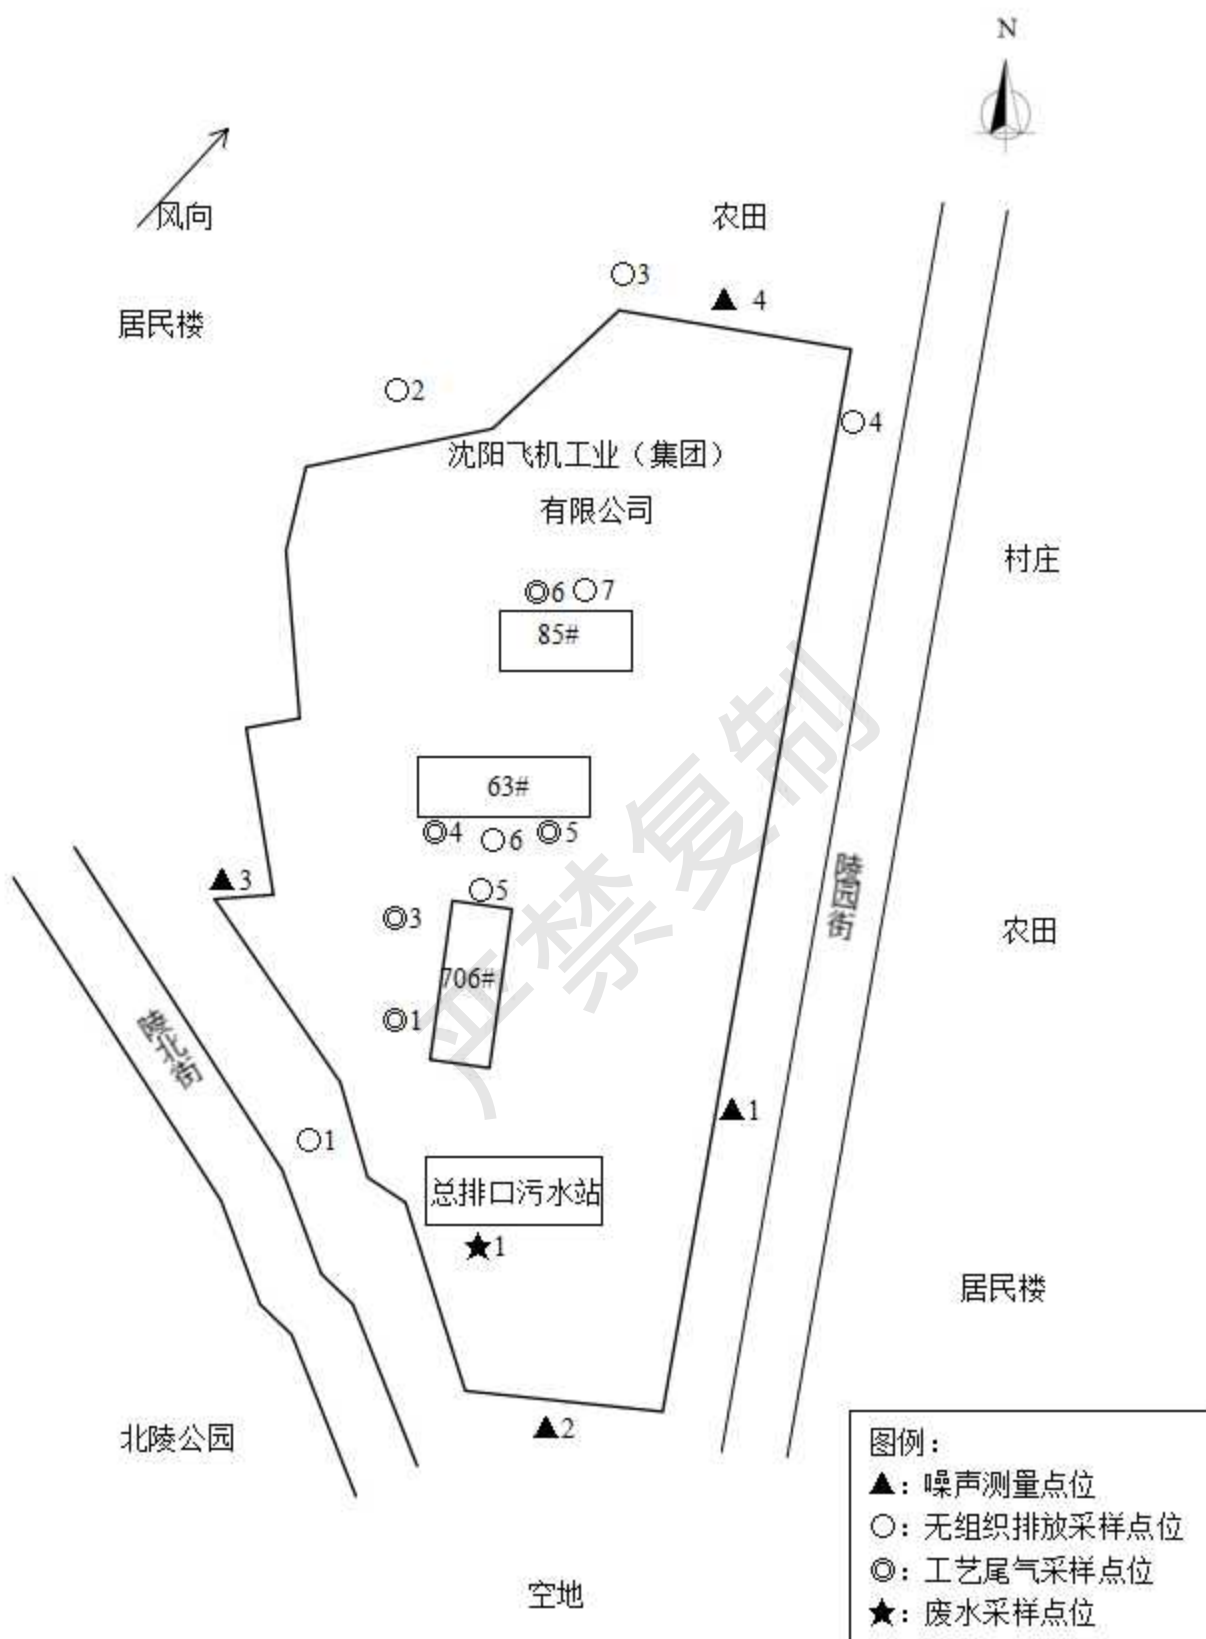 N
风向
农田
○3
▲ 4
居民楼
○2
○4
沈阳飞机工业（集团）
有限公司
村庄
◎6 ○7
85#
63#
◎4 ○6 ◎5
▲3
○5
◎3
陵园街
农田
706#
◎1
陵北街
▲1
○1
总排口污水站
★1
居民楼
▲2
北陵公园
空地
图例：
▲：噪声测量点位
○：无组织排放采样点位
◎：工艺尾气采样点位
★：废水采样点位
严禁复制